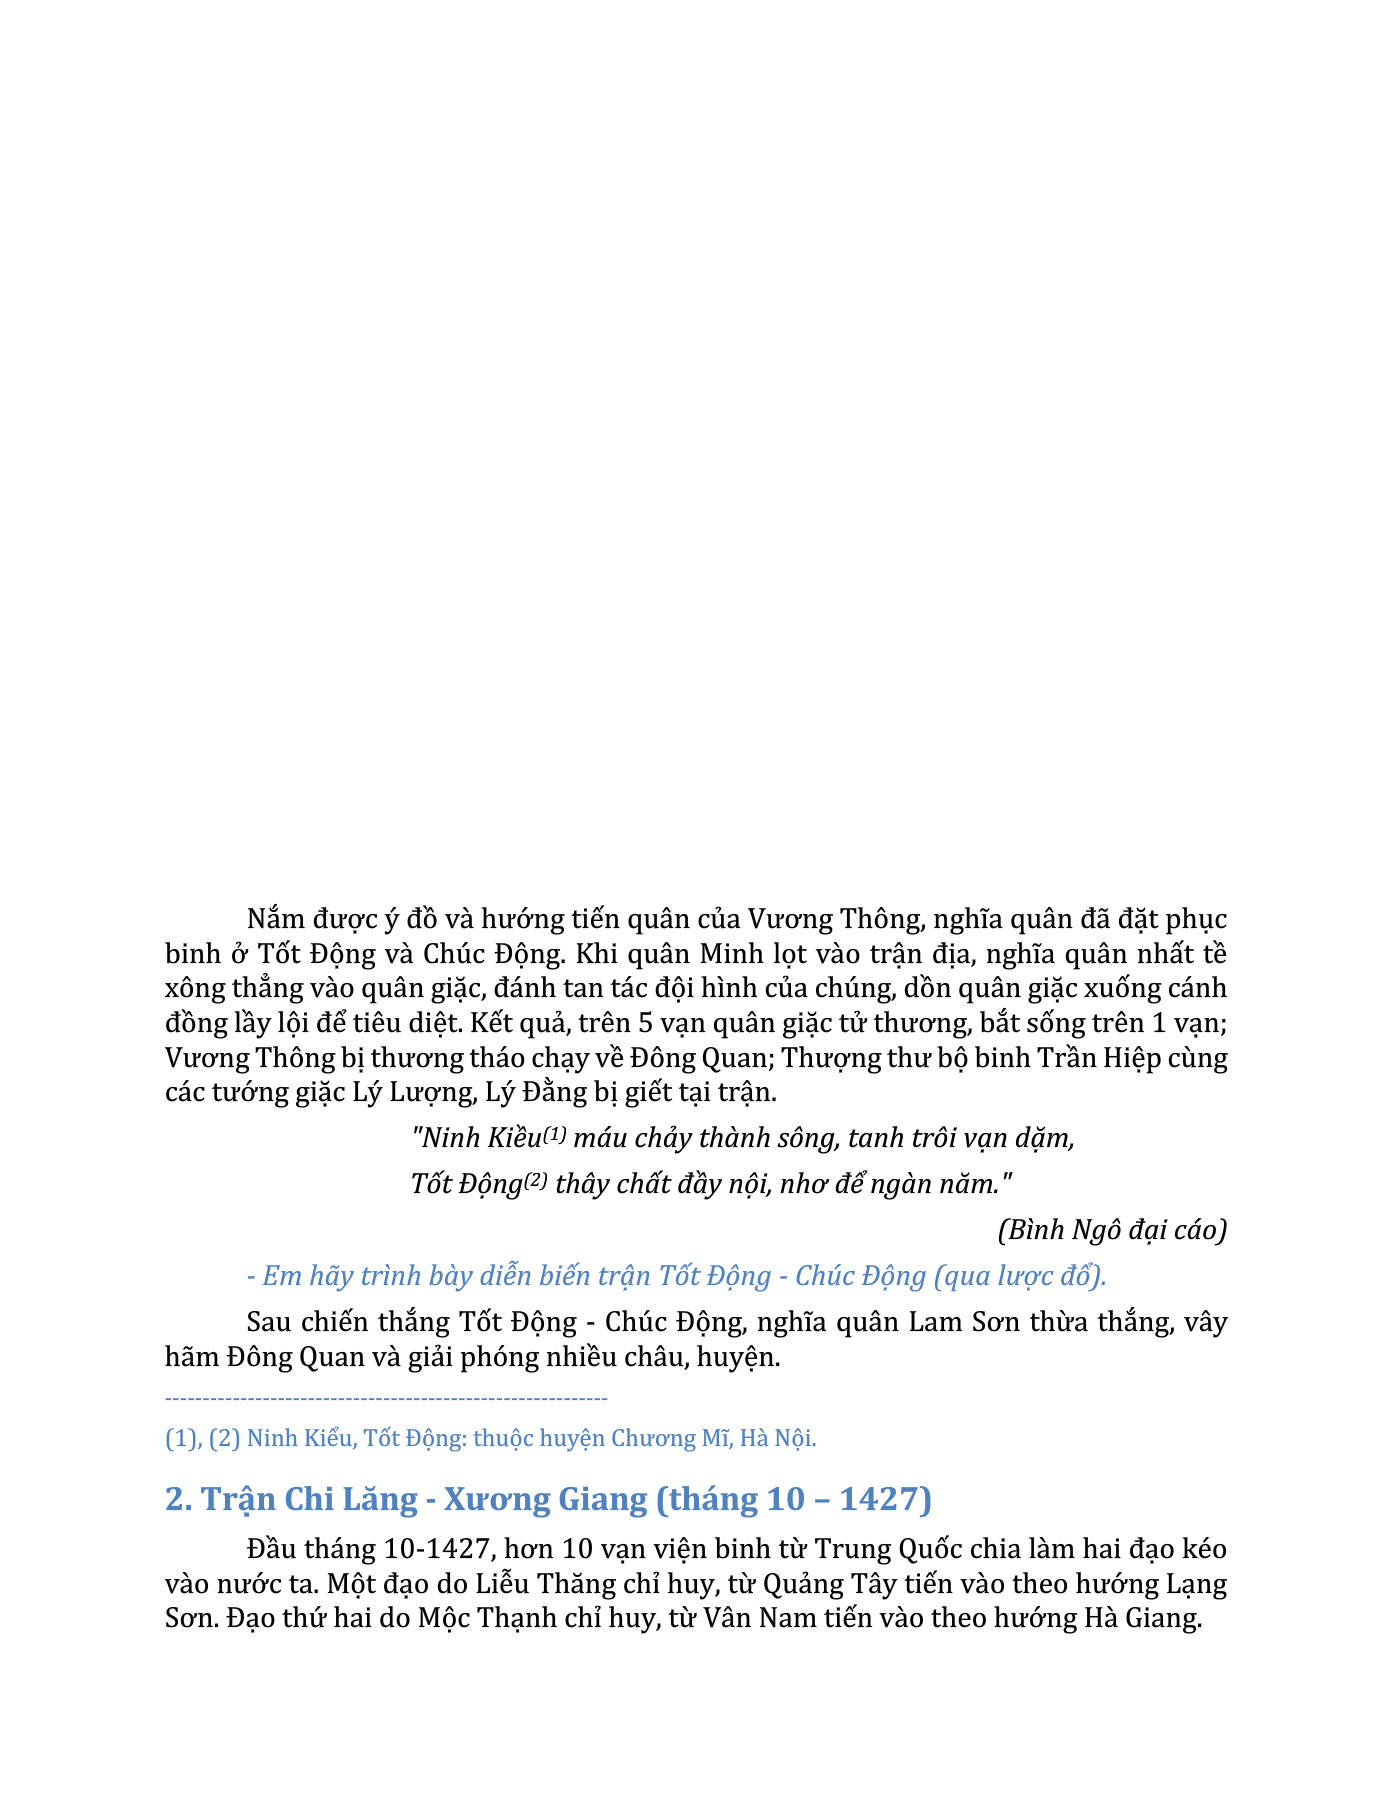 Nắm được ý đồ và hướng tiến quân của Vương Thông, nghĩa quân đã đặt phục
binh ở Tốt Động và Chúc Động. Khi quân Minh lọt vào trận địa, nghĩa quân nhất tề
xông thẳng vào quân giặc, đánh tan tác đội hình của chúng, dồn quân giặc xuống cánh
đồng lầy lội để tiêu diệt. Kết quả, trên 5 vạn quân giặc tử thương, bắt sống trên 1 vạn;
Vương Thông bị thương tháo chạy về Đông Quan; Thượng thư bộ binh Trần Hiệp cùng
các tướng giặc Lý Lượng, Lý Đằng bị giết tại trận.
"Ninh Kiều(1) máu chảy thành sông, tanh trôi vạn dặm,
Tốt Động(2) thây chất đầy nội, nhơ để ngàn năm."
(Bình Ngô đại cáo)
- Em hãy trình bày diễn biến trận Tốt Động - Chúc Động (qua lược đổ).
Sau chiến thắng Tốt Động - Chúc Động, nghĩa quân Lam Sơn thừa thắng, vây
hãm Đông Quan và giải phóng nhiều châu, huyện.
-----------------------------------------------------------
(1), (2) Ninh Kiểu, Tốt Động: thuộc huyện Chương Mĩ, Hà Nội.
2. Trận Chi Lăng - Xương Giang (tháng 10 – 1427)
Đầu tháng 10-1427, hơn 10 vạn viện binh từ Trung Quốc chia làm hai đạo kéo
vào nước ta. Một đạo do Liễu Thăng chỉ huy, từ Quảng Tây tiến vào theo hướng Lạng
Sơn. Đạo thứ hai do Mộc Thạnh chỉ huy, từ Vân Nam tiến vào theo hướng Hà Giang.